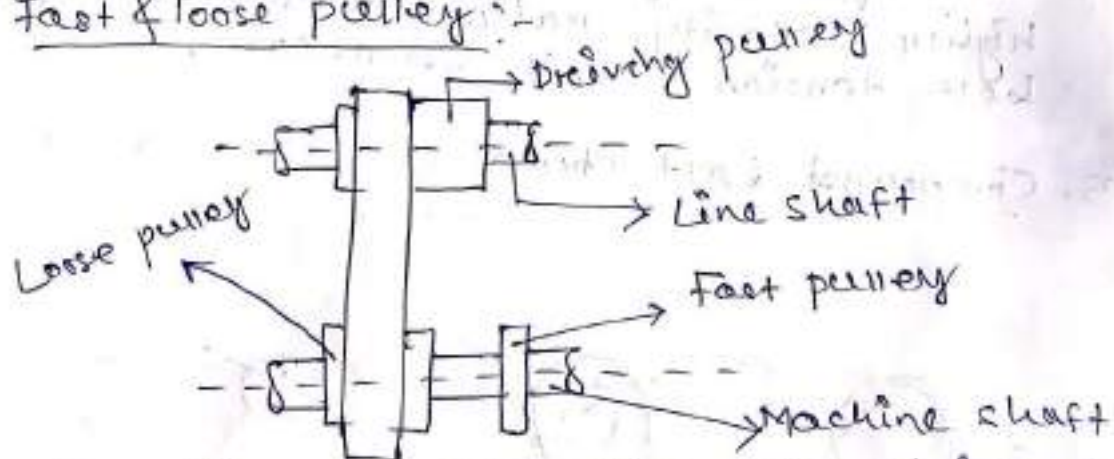 Fast & loose pulley :-
Driving pulley
Line shaft
Loose pulley
Fast pulley
Machine shaft